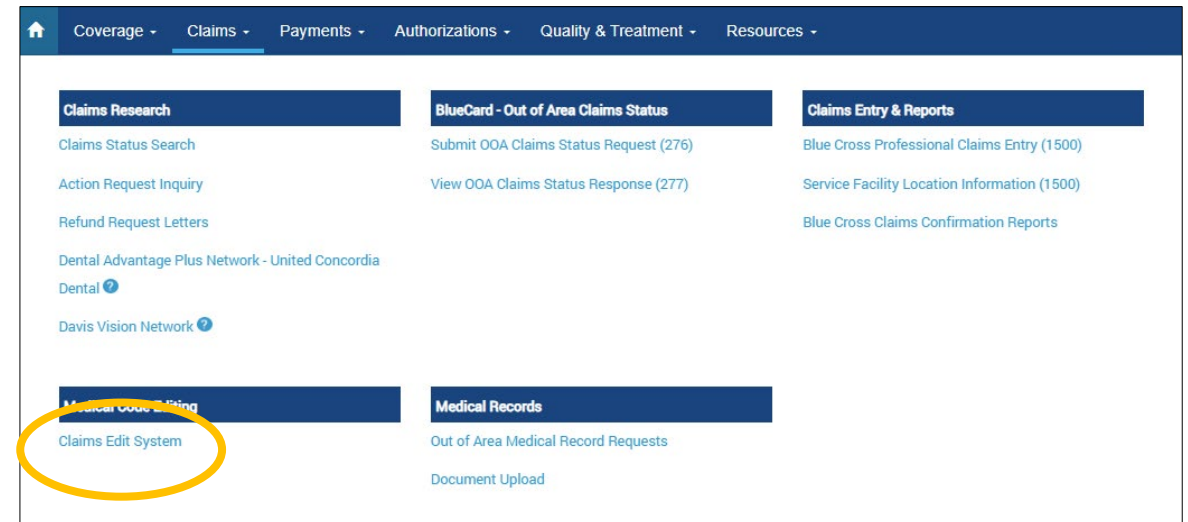 Coverage Claims Payments Authorizations Quality & Treatment Resources
Claims Research
Claims Status Search
Action Request Inquiry
Refund Request Letters
Dental Advantage Plus Network - United Concordia
Dental ?
Davis Vision Network ?
BlueCard - Out of Area Claims Status
Submit OOA Claims Status Request (276)
View OOA Claims Status Response (277)
Claims Entry & Reports
Blue Cross Professional Claims Entry (1500)
Service Facility Location Information (1500)
Blue Cross Claims Confirmation Reports
Medical Code Editing
Claims Edit System
Medical Records
Out of Area Medical Record Requests
Document Upload